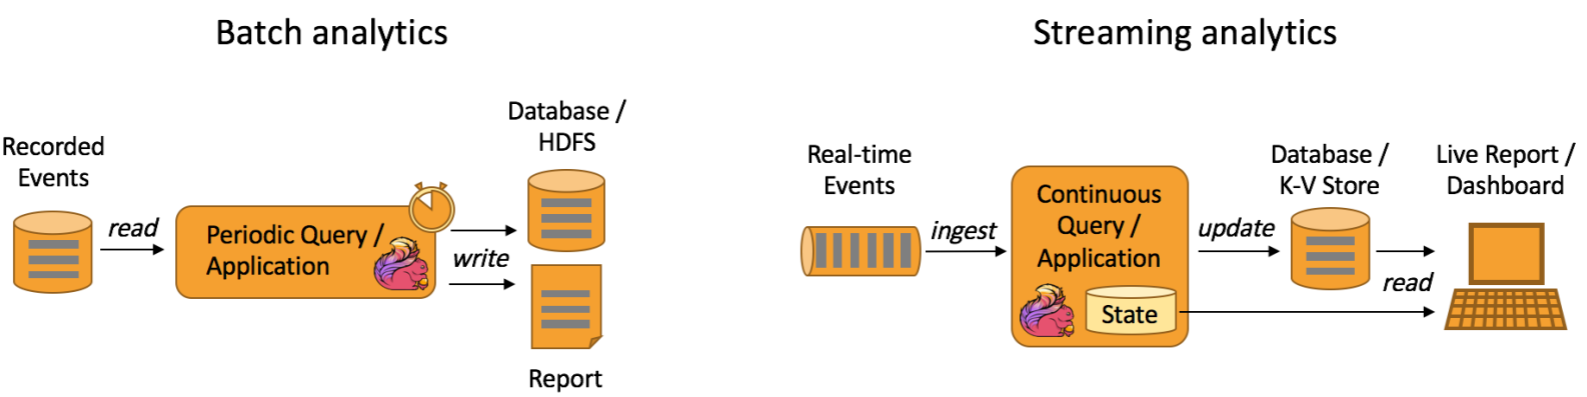 Batch analytics
Recorded
Events
read
Periodic Query /
Application
write
Database /
HDFS
Report
Streaming analytics
Real-time
Events
ingest
Continuous
Query /
Application
State
update
Database /
K-V Store
read
Live Report /
Dashboard